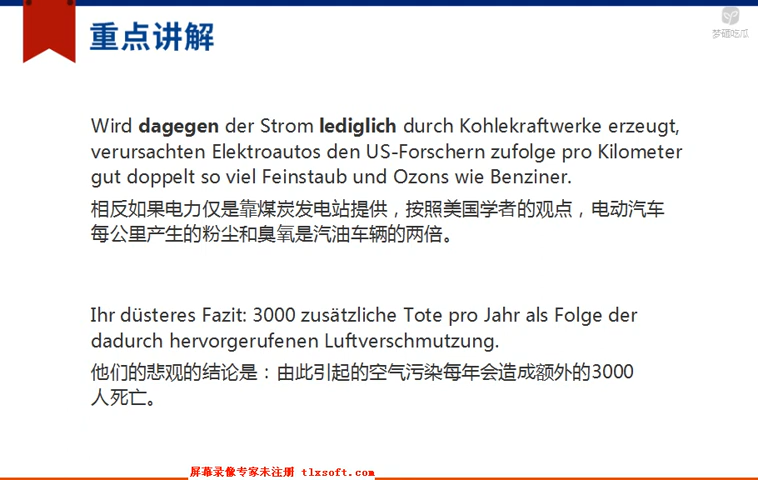 重点讲解
梦醒吃瓜
Wird dagegen der Strom lediglich durch Kohlekraftwerke erzeugt,
verursachten Elektroautos den US-Forschern zufolge pro Kilometer
gut doppelt so viel Feinstaub und Ozons wie Benziner.
相反如果电力仅是靠煤炭发电站提供，按照美国学者的观点，电动汽车
每公里产生的粉尘和臭氧是汽油车辆的两倍。
Ihr düsteres Fazit: 3000 zusätzliche Tote pro Jahr als Folge der
dadurch hervorgerufenen Luftverschmutzung.
他们的悲观的结论是：由此引起的空气污染每年会造成额外的3000
人死亡。
屏幕录像专家未注册 tlxsoft.com